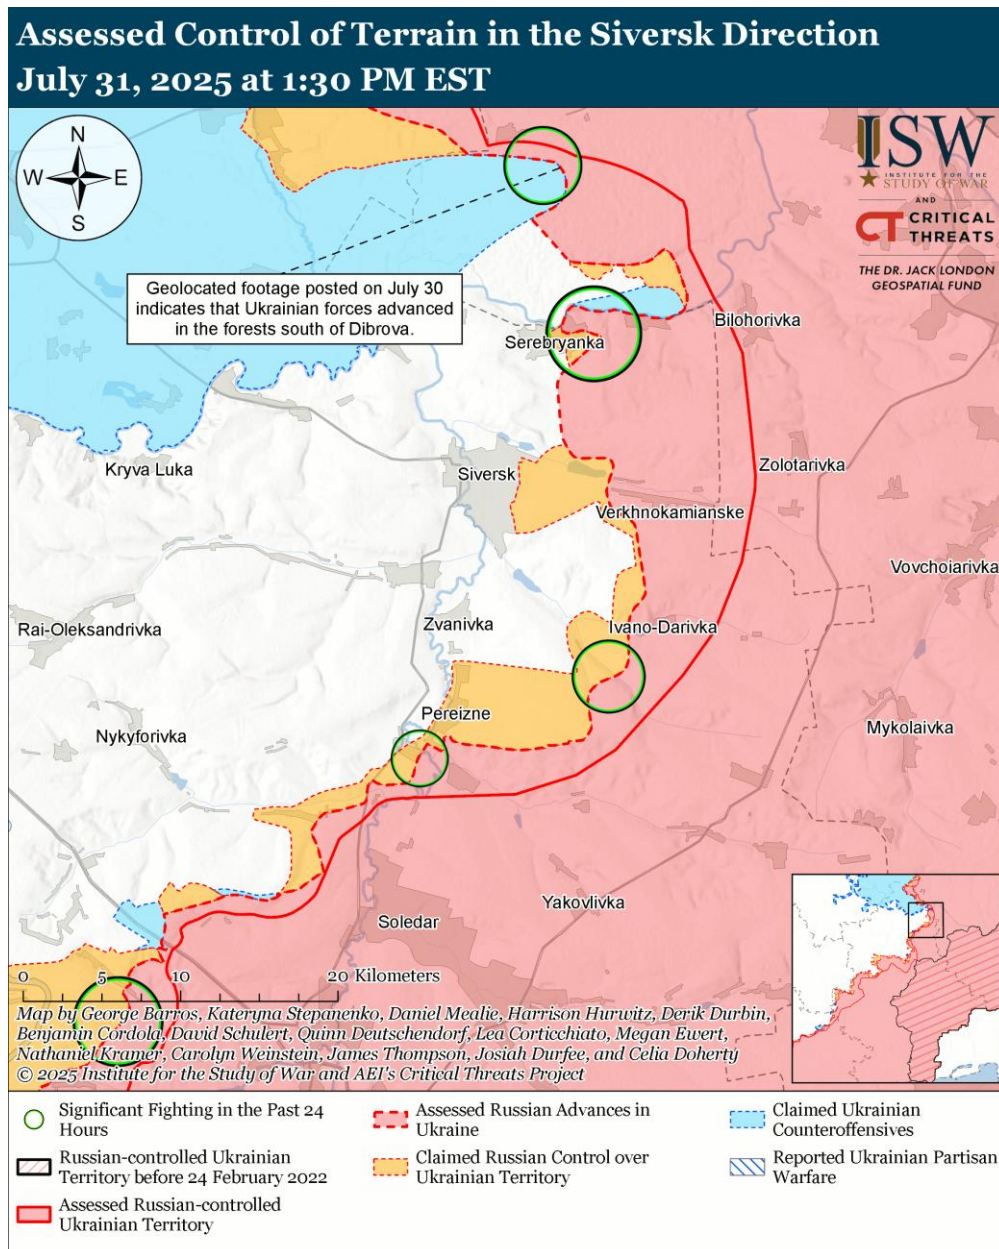 Assessed Control of Terrain in the Siversk Direction
July 31, 2025 at 1:30 PM EST
N
W
E
S
ISW
INSTITUTE FOR THE
STUDY OF WAR
AND
CT CRITICAL
THREATS
THE DR. JACK LONDON
GEOSPATIAL FUND
Geolocated footage posted on July 30
indicates that Ukrainian forces advanced
in the forests south of Dibrova.
Bilohorivka
Serebryanka
Kryva Luka
Siversk
Zolotarivka
Verkhnokamianske
Vovchoiarivka
Rai-Oleksandrivka
Zvanivka
Ivano-Darivka
Pereizne
Nykyforivka
Mykolaivka
Yakovlivka
Soledar
0 5 10 20 Kilometers
Map by George Barros, Kateryna Stepanenko, Daniel Mealie, Harrison Hurwitz, Derik Durbin,
Benjamin Cordola, David Schulert, Quinn Deutschendorf, Lea Corticchiato, Megan Ewert,
Nathaniel Kramer, Carolyn Weinstein, James Thompson, Josiah Durfee, and Celia Doherty
© 2025 Institute for the Study of War and AEI's Critical Threats Project
Significant Fighting in the Past 24
Hours
Russian-controlled Ukrainian
Territory before 24 February 2022
Assessed Russian-controlled
Ukrainian Territory
Assessed Russian Advances in
Ukraine
Claimed Russian Control over
Ukrainian Territory
Claimed Ukrainian
Counteroffensives
Reported Ukrainian Partisan
Warfare